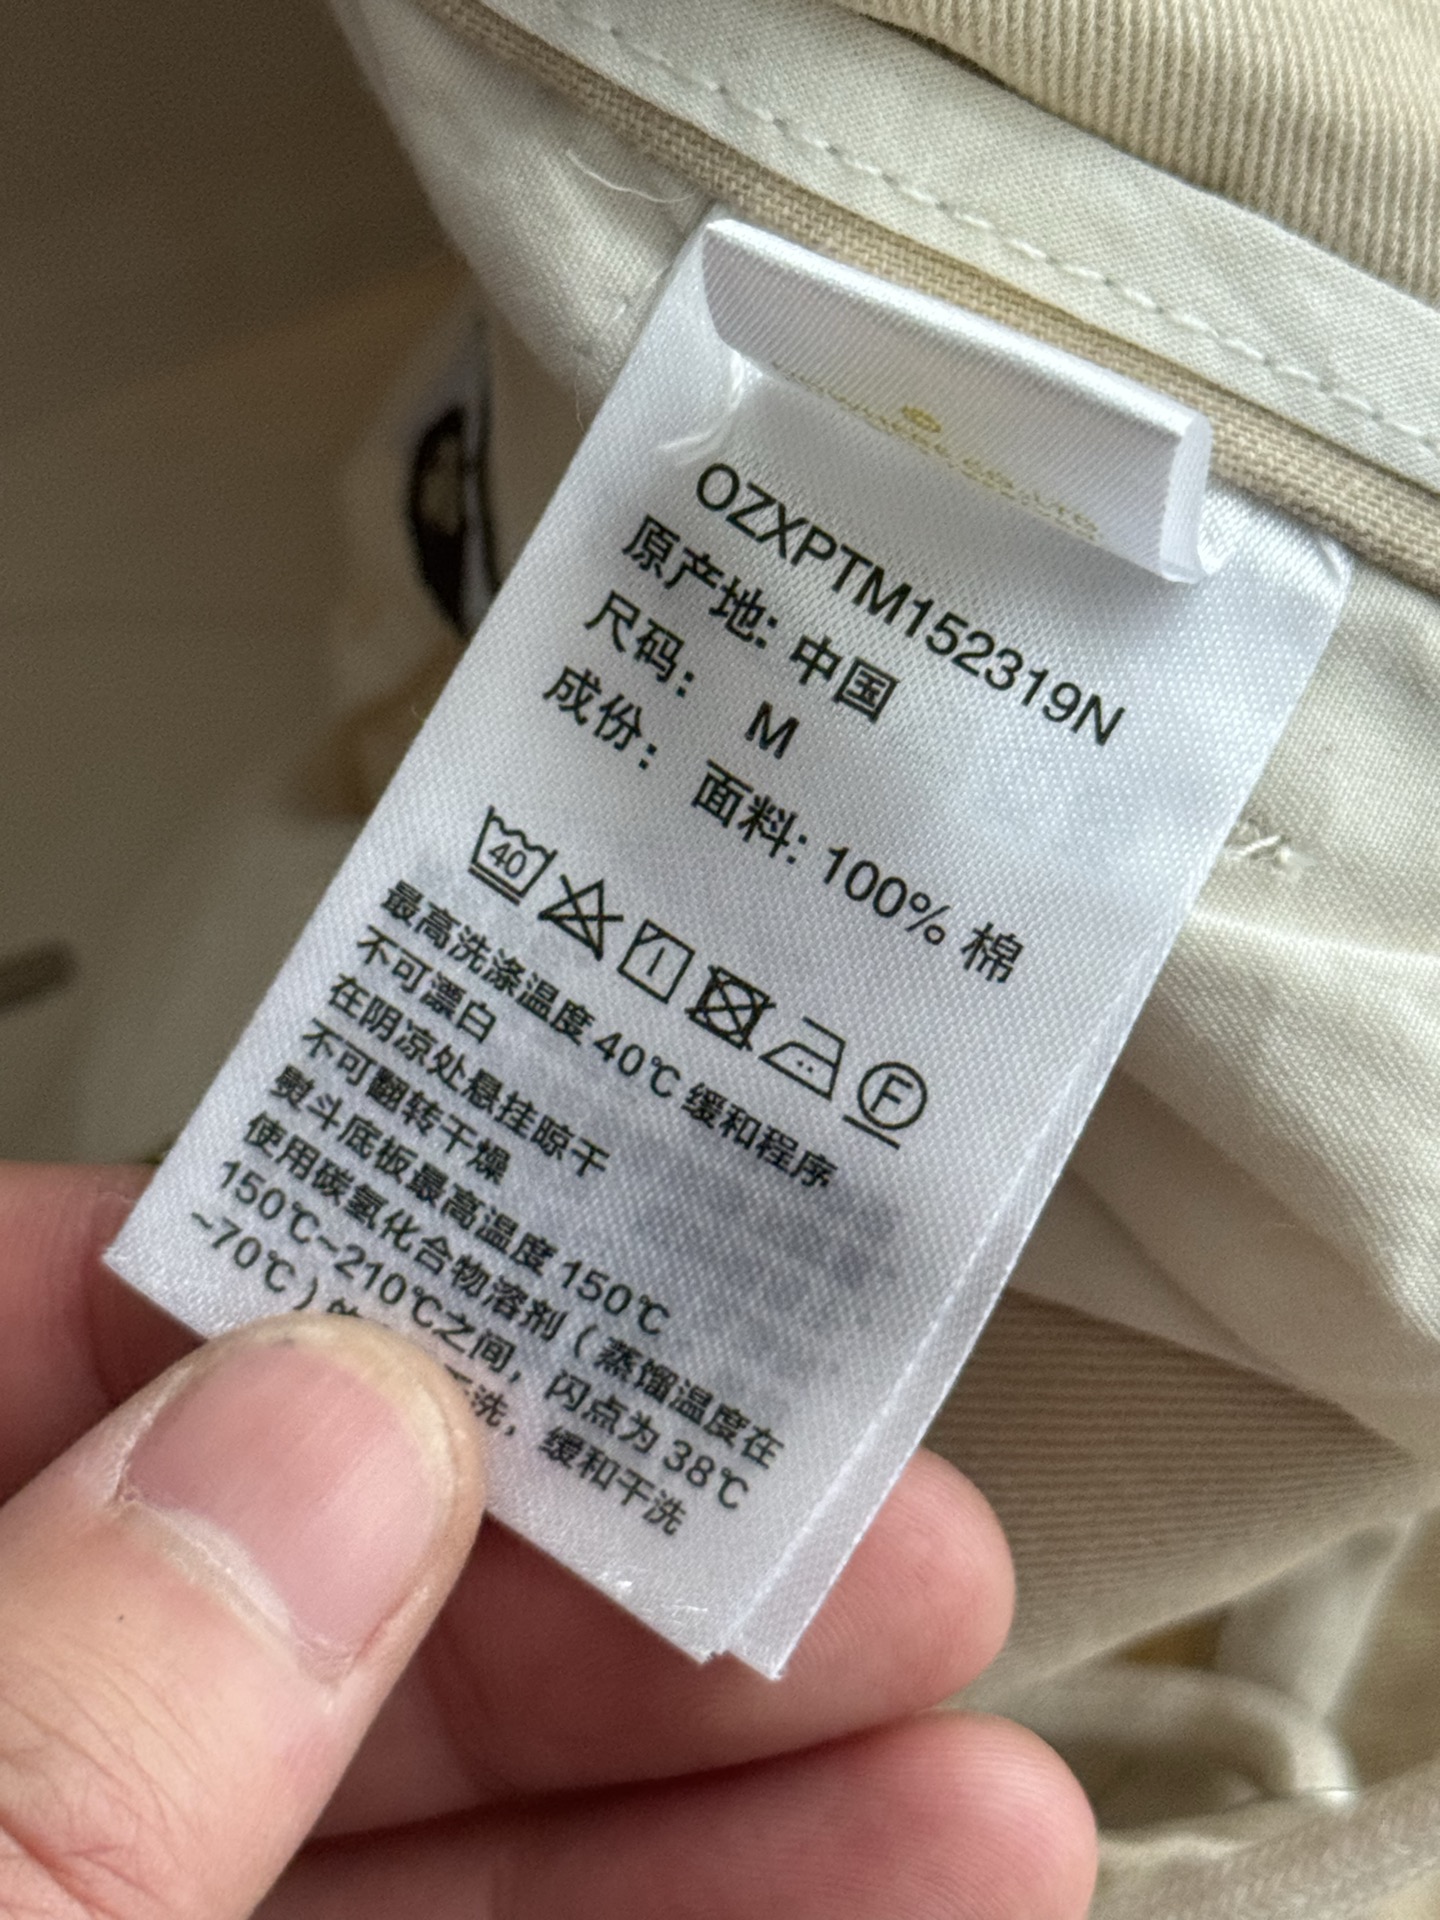 OZXPTM152319N
原产地: 中国
尺码: M
成份: 面料: 100% 棉
40
F
最高洗涤温度 40℃ 缓和程序
不可漂白
在阴凉处悬挂晾干
不可翻转干燥
熨斗底板最高温度 150℃
使用碳氢化合物溶剂（蒸馏温度在
150℃~210℃之间，闪点为 38℃
~70℃）干洗，缓和干洗